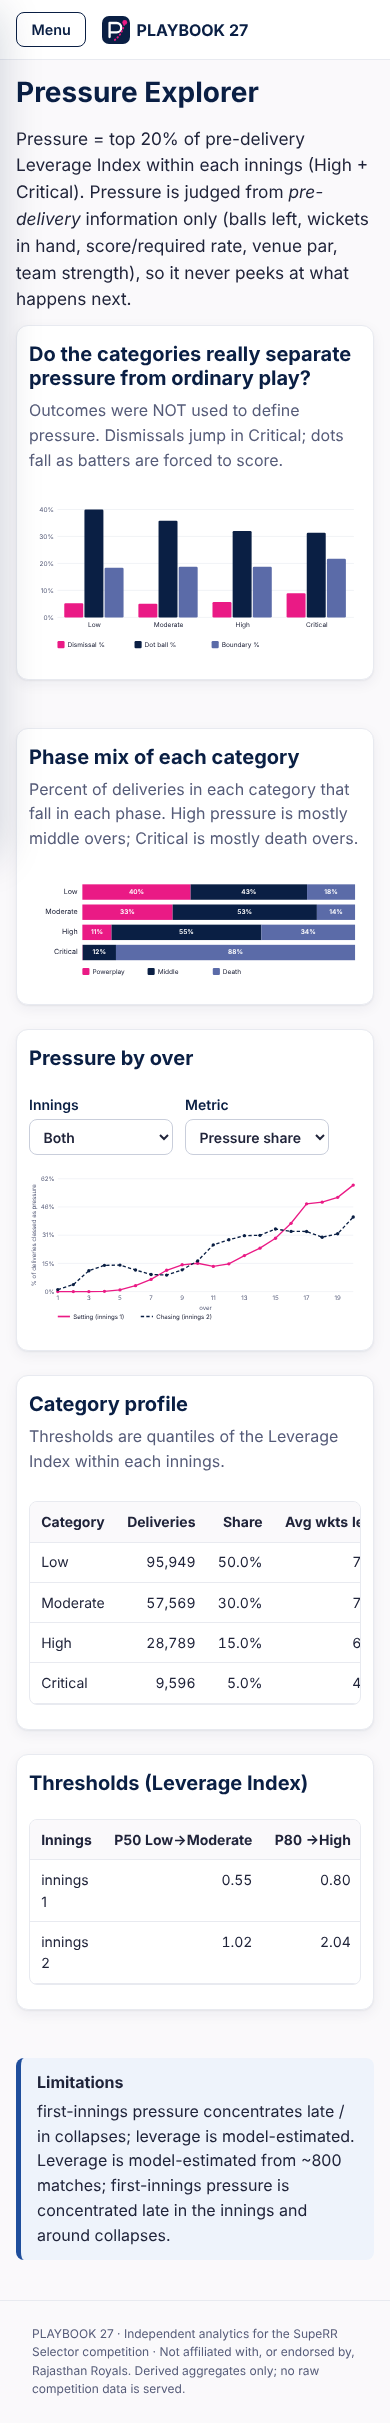 Menu
PLAYBOOK 27
Pressure Explorer
Pressure = top 20% of pre-delivery
Leverage Index within each innings (High +
Critical). Pressure is judged from pre-
delivery information only (balls left, wickets
in hand, score/required rate, venue par,
team strength), so it never peeks at what
happens next.
Do the categories really separate
pressure from ordinary play?
Outcomes were NOT used to define
pressure. Dismissals jump in Critical; dots
fall as batters are forced to score.
40%
30%
20%
10%
0%
Low Moderate High Critical
Dismissal % Dot ball % Boundary %
Phase mix of each category
Percent of deliveries in each category that
fall in each phase. High pressure is mostly
middle overs; Critical is mostly death overs.
Low 40% 43% 18%
Moderate 33% 53% 14%
High 11% 55% 34%
Critical 12% 88%
Powerplay Middle Death
Pressure by over
Innings Metric
Both Pressure share
% of deliveries classed as pressure
62%
46%
31%
15%
0%
1 3 5 7 9 11 13 15 17 19
over
Setting (innings 1) Chasing (innings 2)
Category profile
Thresholds are quantiles of the Leverage
Index within each innings.
Category Deliveries Share Avg wkts le
Low 95,949 50.0% 7
Moderate 57,569 30.0% 7
High 28,789 15.0% 6
Critical 9,596 5.0% 4
Thresholds (Leverage Index)
Innings P50 Low→Moderate P80 →High
innings 0.55 0.80
1
innings 1.02 2.04
2
Limitations
first-innings pressure concentrates late /
in collapses; leverage is model-estimated.
Leverage is model-estimated from ~800
matches; first-innings pressure is
concentrated late in the innings and
around collapses.
PLAYBOOK 27 · Independent analytics for the SupeRR
Selector competition · Not affiliated with, or endorsed by,
Rajasthan Royals. Derived aggregates only; no raw
competition data is served.